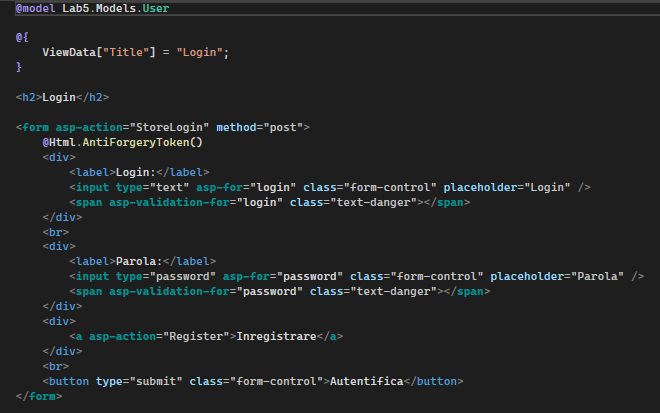 @model Lab5.Models.User
@{
ViewData["Title"] = "Login";
}
<h2>Login</h2>
<form asp-action="StoreLogin" method="post">
@Html.AntiForgeryToken()
<div>
<label>Login:</label>
<input type="text" asp-for="login" class="form-control" placeholder="Login" />
<span asp-validation-for="login" class="text-danger"></span>
</div>
<br>
<div>
<label>Parola:</label>
<input type="password" asp-for="password" class="form-control" placeholder="Parola" />
<span asp-validation-for="password" class="text-danger"></span>
</div>
<div>
<a asp-action="Register">Inregistrare</a>
</div>
<br>
<button type="submit" class="form-control">Autentifica</button>
</form>